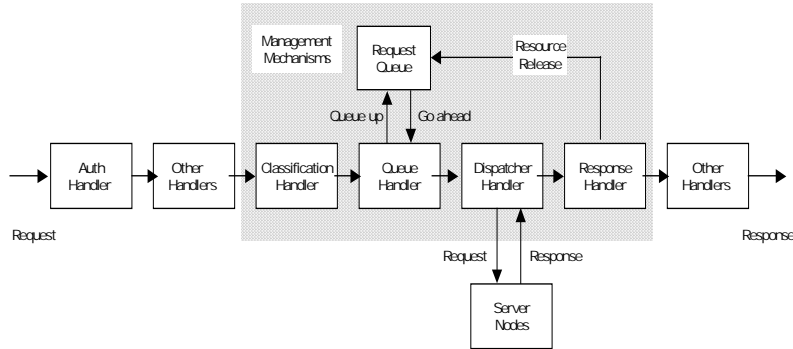 Management
Mechanisms
Request
Queue
Resource
Release
Queue up
Go ahead
Auth
Handler
Other
Handlers
Classification
Handler
Queue
Handler
Dispatcher
Handler
Response
Handler
Other
Handlers
Request
Response
Request
Response
Server
Nodes